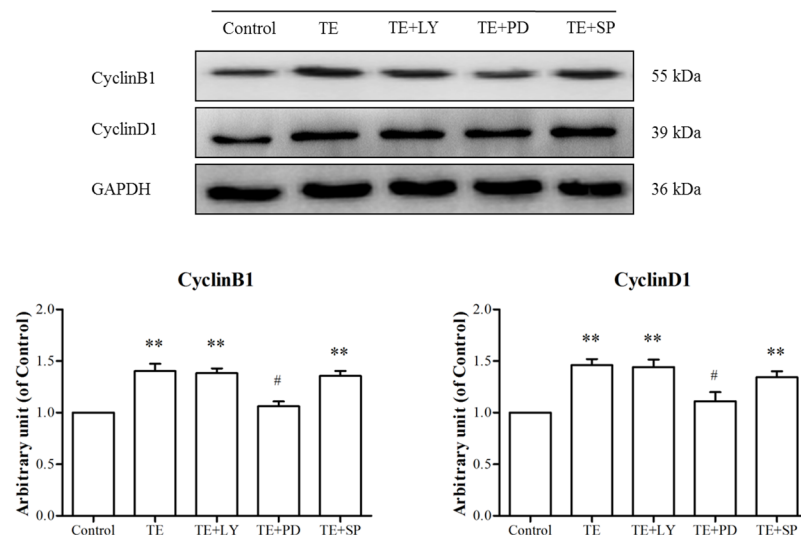 Control TE TE+LY TE+PD TE+SP
CyclinB1 55 kDa
CyclinD1 39 kDa
GAPDH 36 kDa
CyclinB1
Arbitrary unit (of Control)
2.0
1.5
1.0
0.5
0.0
** ** # **
Control TE TE+LY TE+PD TE+SP
CyclinD1
Arbitrary unit (of Control)
2.0
1.5
1.0
0.5
0.0
** ** # **
Control TE TE+LY TE+PD TE+SP